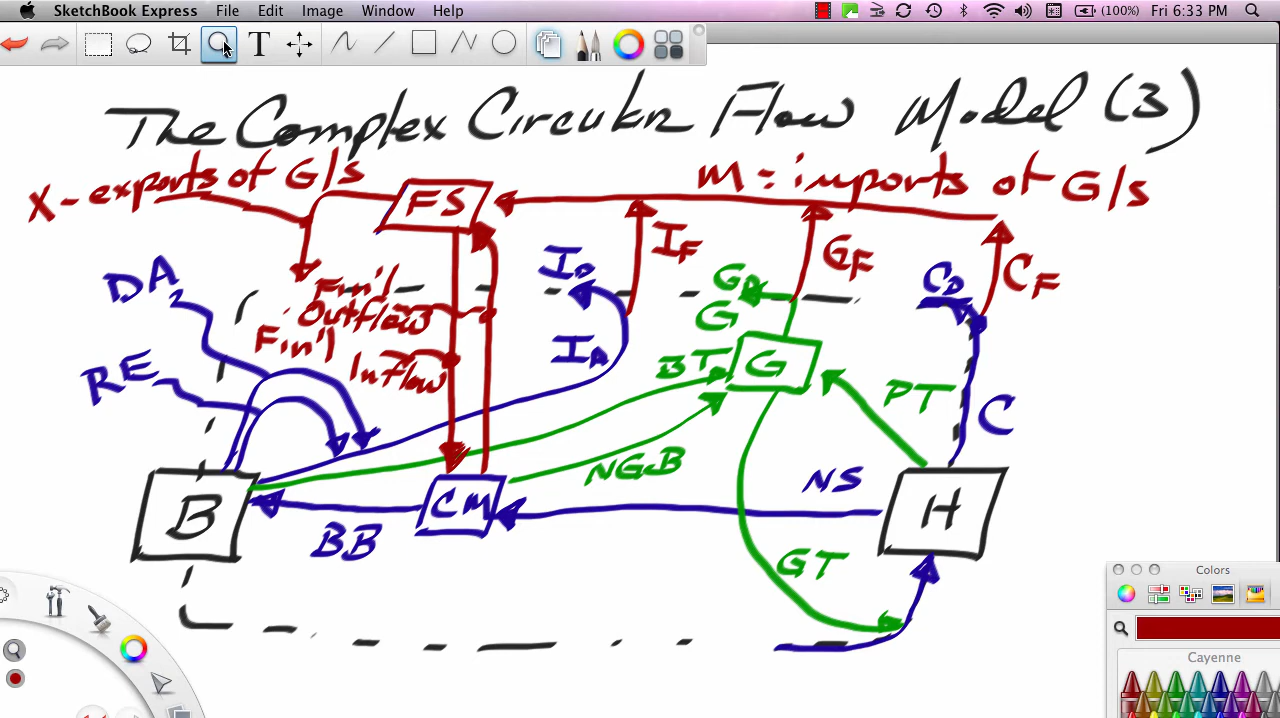 SketchBook Express File Edit Image Window Help (100%) Fri 6:33 PM
T
The Complex Circular Flow Model (3)
X - exports of G/s
FS
M = imports of G/s
IF
GF
CF
DA
ID
GD
CD
Fin'l
Outflow
G
Fin'l
Inflow
IA
BT
G
RE
PT
C
NGB
NS
B
CM
H
BB
GT
Colors
Cayenne